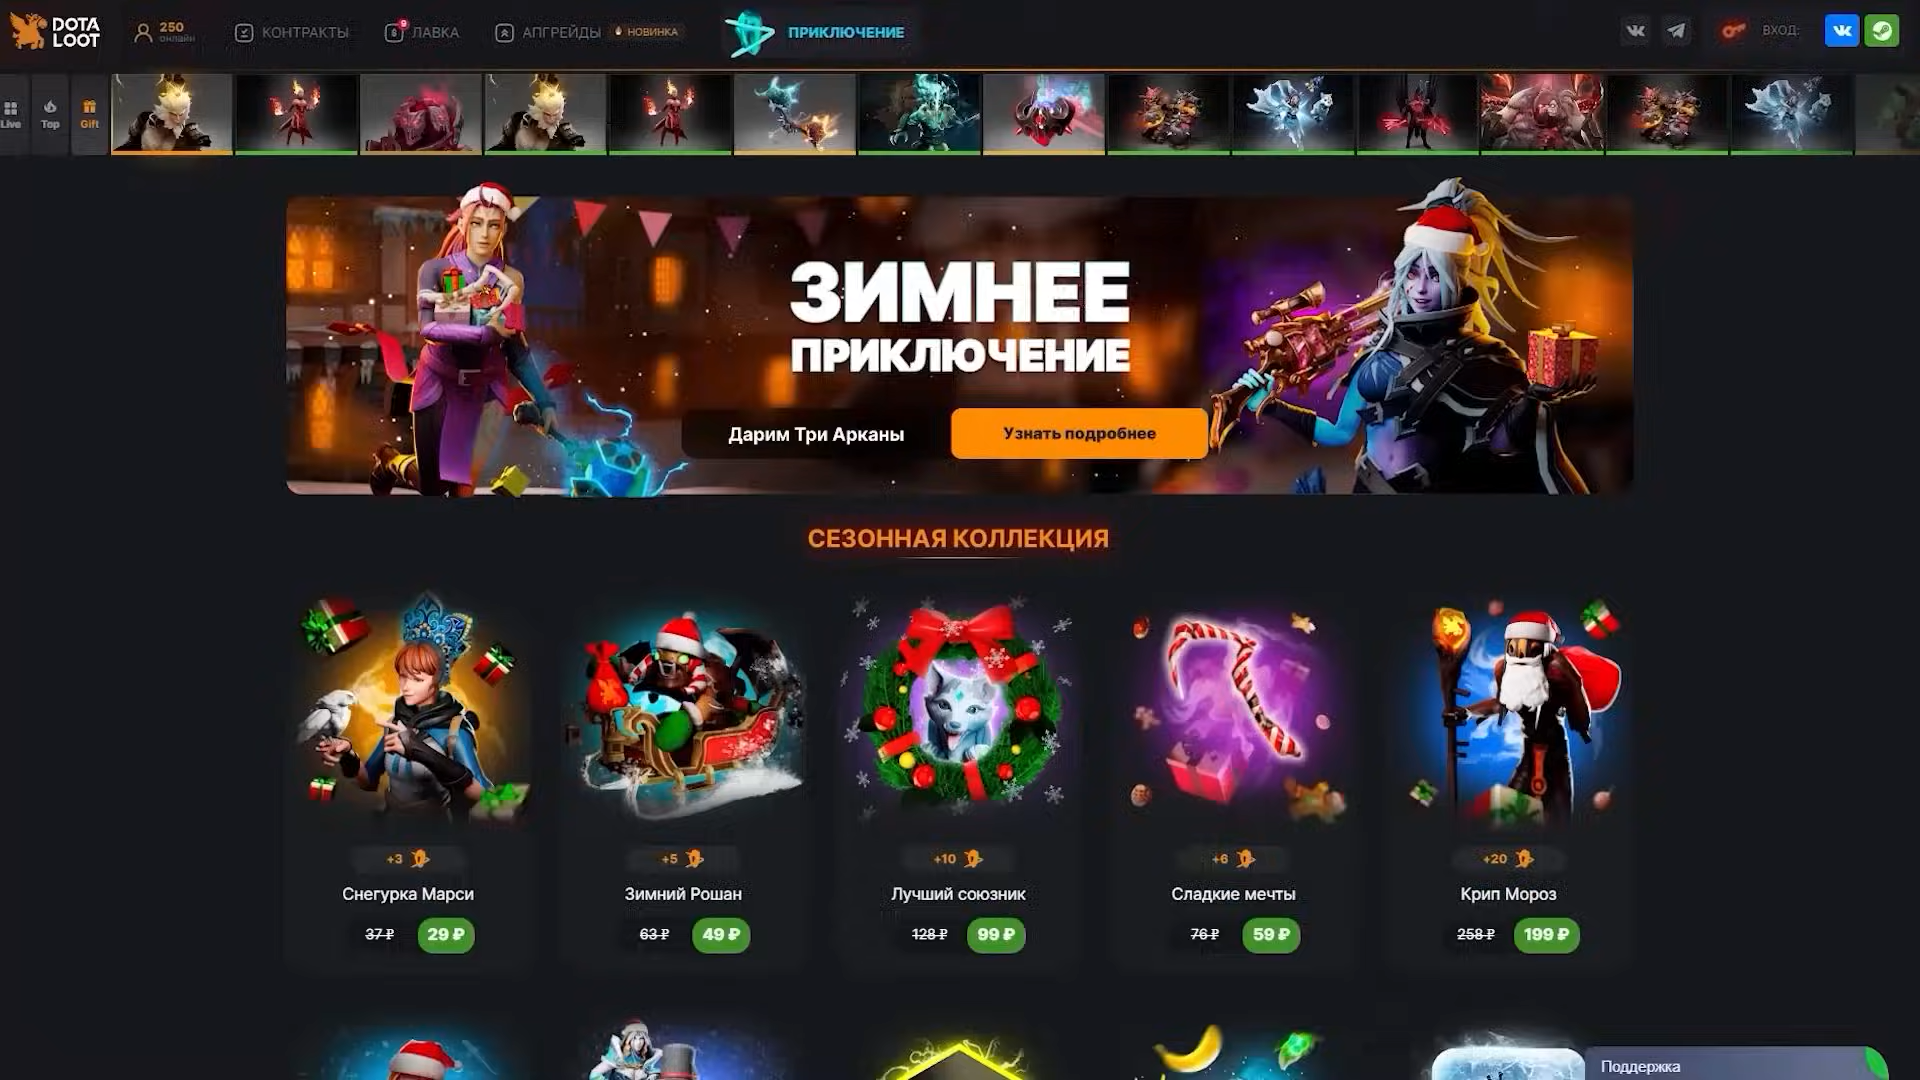 DOTA
LOOT
250
онлайн
КОНТРАКТЫ
9
ЛАВКА
АПГРЕЙДЫ
НОВИНКА
ПРИКЛЮЧЕНИЕ
ВХОД:
Live
Top
Gift
ЗИМНЕЕ
ПРИКЛЮЧЕНИЕ
Дарим Три Арканы
Узнать подробнее
СЕЗОННАЯ КОЛЛЕКЦИЯ
+3
+5
+10
+6
+20
Снегурка Марси
Зимний Рошан
Лучший союзник
Сладкие мечты
Крип Мороз
37 ₽ 29 ₽
63 ₽ 49 ₽
128 ₽ 99 ₽
76 ₽ 59 ₽
258 ₽ 199 ₽
Поддержка